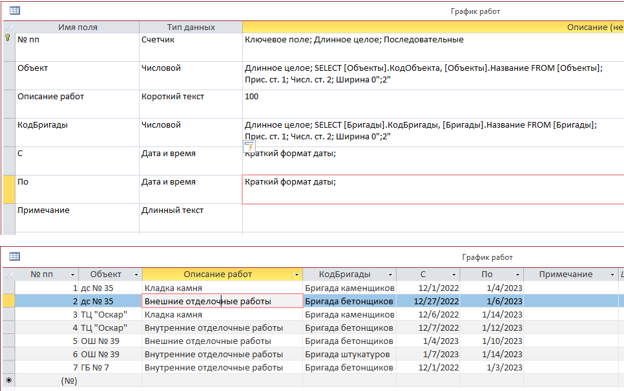 График работ
Имя поля Тип данных Описание (не
№ пп Счетчик Ключевое поле; Длинное целое; Последовательные
Объект Числовой Длинное целое; SELECT [Объекты].КодОбъекта, [Объекты].Название FROM [Объекты];
Прис. ст. 1; Числ. ст. 2; Ширина 0";2"
Описание работ Короткий текст 100
КодБригады Числовой Длинное целое; SELECT [Бригады].КодБригады, [Бригады].Название FROM [Бригады];
Прис. ст. 1; Числ. ст. 2; Ширина 0";2"
С Дата и время Краткий формат даты;
По Дата и время Краткий формат даты;
Примечание Длинный текст
График работ
№ пп Объект Описание работ КодБригады С По Примечание
1 дс № 35 Кладка камня Бригада каменщиков 12/1/2022 1/4/2023
2 дс № 35 Внешние отделочные работы Бригада бетонщиков 12/27/2022 1/6/2023
3 ТЦ "Оскар" Кладка камня Бригада каменщиков 12/6/2022 1/14/2023
4 ТЦ "Оскар" Внутренние отделочные работы Бригада бетонщиков 12/7/2022 1/12/2023
5 ОШ № 39 Внешние отделочные работы Бригада бетонщиков 1/4/2023 1/10/2023
6 ОШ № 39 Внутренние отделочные работы Бригада штукатуров 1/7/2023 1/14/2023
7 ГБ № 7 Внутренние отделочные работы Бригада бетонщиков 12/1/2022 1/3/2023
(№)